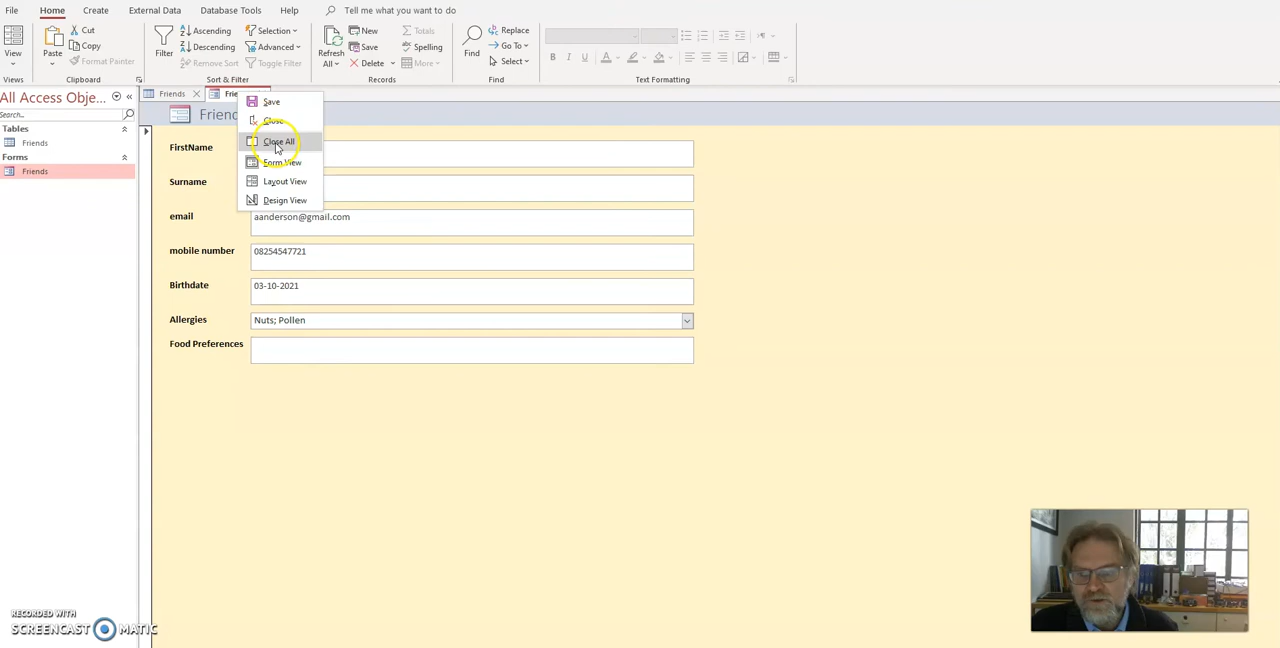 File Home Create External Data Database Tools Help Tell me what you want to do
View
Views
Paste
Cut
Copy
Format Painter
Clipboard
Filter
Ascending
Descending
Remove Sort
Selection
Advanced
Toggle Filter
Sort & Filter
Refresh
All
New
Save
Delete
Totals
Spelling
More
Records
Find
Replace
Go To
Select
Find
B I U
Text Formatting
All Access Obje...
Search...
Tables
Friends
Forms
Friends
Friends
Save
Close
Close All
Form View
Layout View
Design View
FirstName
Surname
email aanderson@gmail.com
mobile number 08254547721
Birthdate 03-10-2021
Allergies Nuts; Pollen
Food Preferences
RECORDED WITH
SCREENCAST MATIC